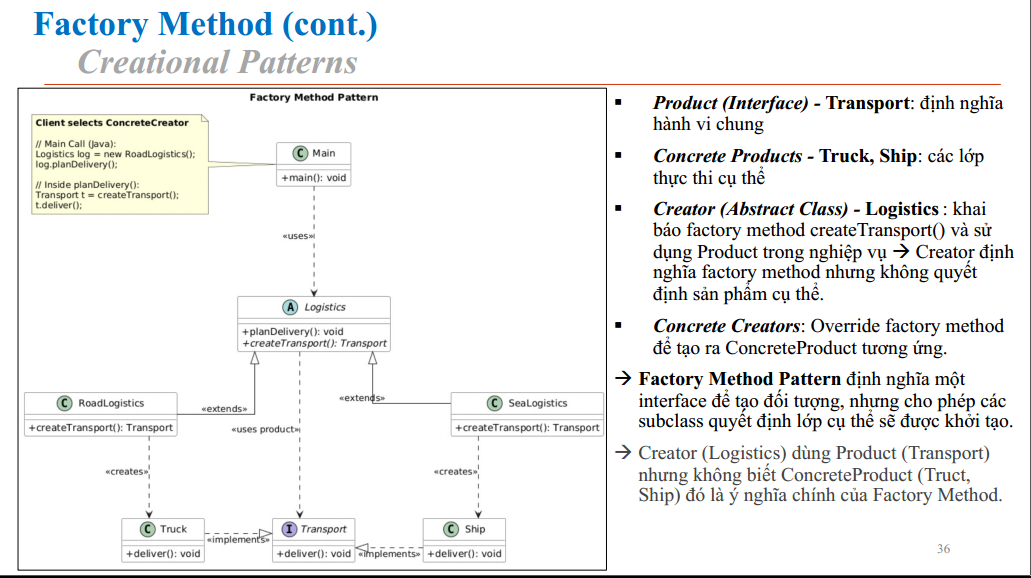 Factory Method (cont.)
Creational Patterns
Factory Method Pattern
Client selects ConcreteCreator
// Main Call (Java):
Logistics log = new RoadLogistics();
log.planDelivery();
// Inside planDelivery():
Transport t = createTransport();
t.deliver();
C Main
+main(): void
«uses»
A Logistics
+planDelivery(): void
+createTransport(): Transport
C RoadLogistics
+createTransport(): Transport
«extends»
«extends»
C SeaLogistics
+createTransport(): Transport
«uses product»
«creates»
«creates»
C Truck
+deliver(): void
«implements»
I Transport
+deliver(): void
«implements»
C Ship
+deliver(): void
▪ Product (Interface) - Transport: định nghĩa
hành vi chung
▪ Concrete Products - Truck, Ship: các lớp
thực thi cụ thể
▪ Creator (Abstract Class) - Logistics : khai
báo factory method createTransport() và sử
dụng Product trong nghiệp vụ → Creator định
nghĩa factory method nhưng không quyết
định sản phẩm cụ thể.
▪ Concrete Creators: Override factory method
để tạo ra ConcreteProduct tương ứng.
→ Factory Method Pattern định nghĩa một
interface để tạo đối tượng, nhưng cho phép các
subclass quyết định lớp cụ thể sẽ được khởi tạo.
→ Creator (Logistics) dùng Product (Transport)
nhưng không biết ConcreteProduct (Truct,
Ship) đó là ý nghĩa chính của Factory Method.
36